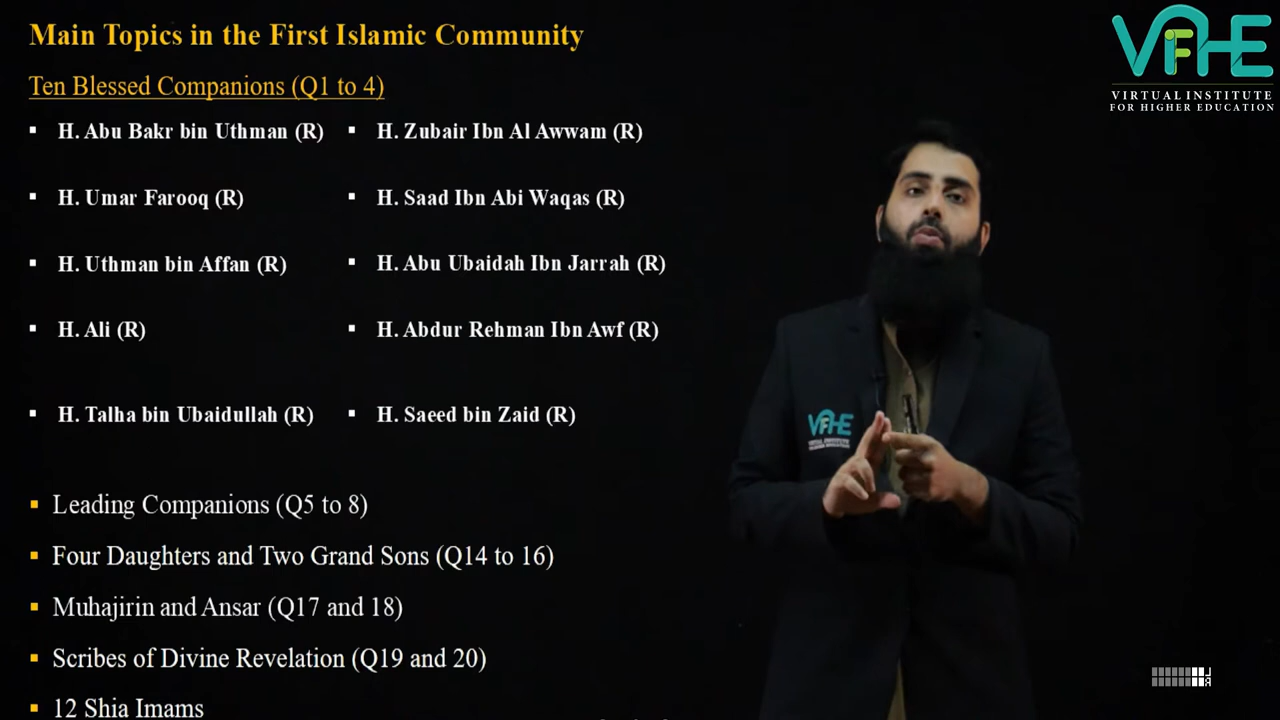 Main Topics in the First Islamic Community
Ten Blessed Companions (Q1 to 4)
▪ H. Abu Bakr bin Uthman (R)
▪ H. Zubair Ibn Al Awwam (R)
▪ H. Umar Farooq (R)
▪ H. Saad Ibn Abi Waqas (R)
▪ H. Uthman bin Affan (R)
▪ H. Abu Ubaidah Ibn Jarrah (R)
▪ H. Ali (R)
▪ H. Abdur Rehman Ibn Awf (R)
▪ H. Talha bin Ubaidullah (R)
▪ H. Saeed bin Zaid (R)
▪ Leading Companions (Q5 to 8)
▪ Four Daughters and Two Grand Sons (Q14 to 16)
▪ Muhajirin and Ansar (Q17 and 18)
▪ Scribes of Divine Revelation (Q19 and 20)
▪ 12 Shia Imams
VIFHE
VIRTUAL INSTITUTE
FOR HIGHER EDUCATION
VIFHE